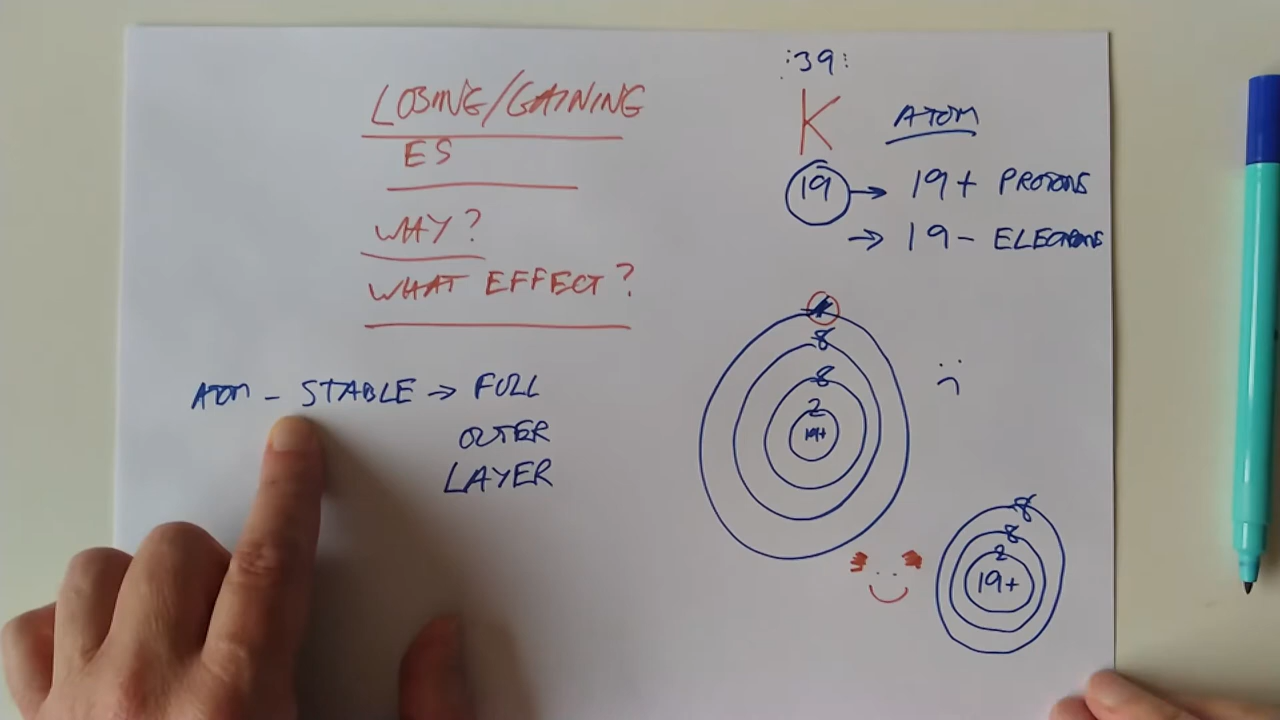 LOSING/GAINING
ES
WHY?
WHAT EFFECT?
ATOM - STABLE → FULL
OUTER
LAYER
:39:
K
ATOM
19 → 19+ PROTONS
→ 19- ELECTRONS
8
8
2
19+
8
8
2
19+